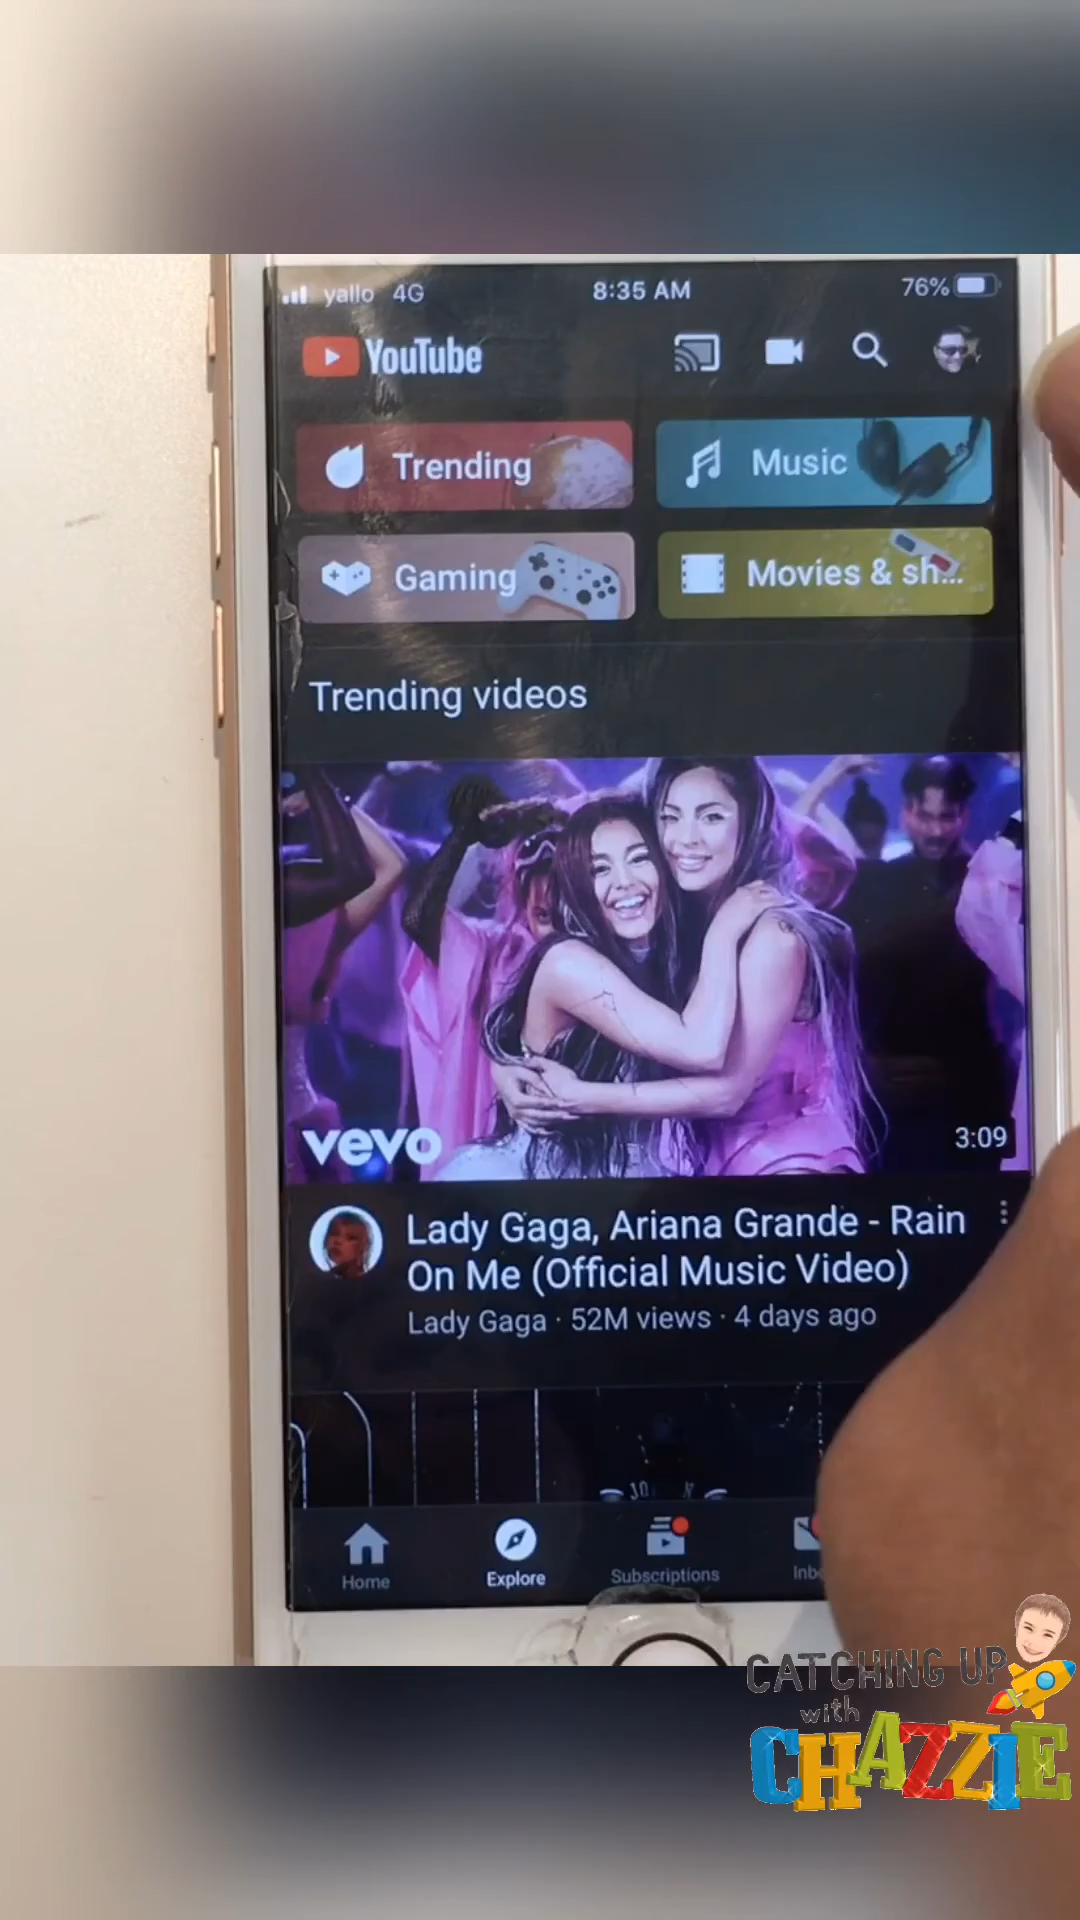 yallo 4G 8:35 AM 76%
YouTube
Trending
Music
Gaming
Movies & sh...
Trending videos
vevo
3:09
Lady Gaga, Ariana Grande - Rain
On Me (Official Music Video)
Lady Gaga · 52M views · 4 days ago
Home
Explore
Subscriptions
CATCHING UP
with
CHAZZIE